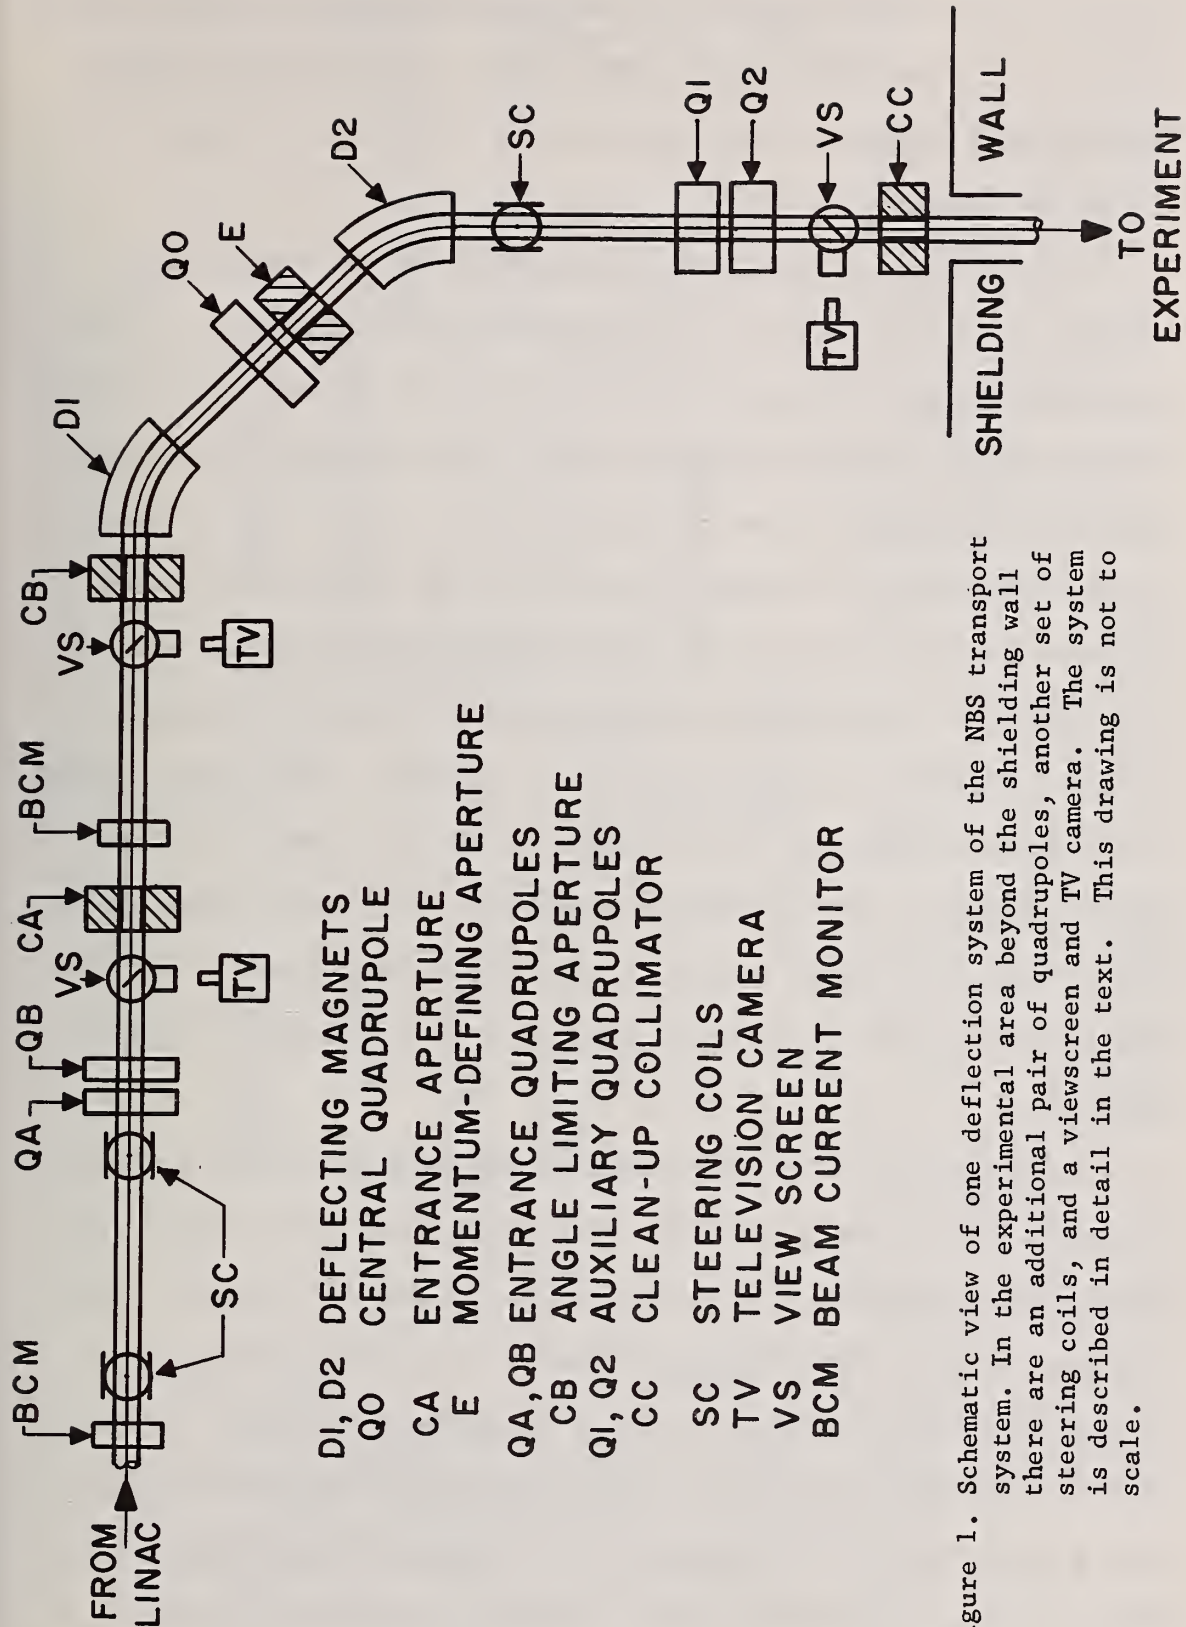 BCM
QA
QB
VS
CA
BCM
VS
CB
D1
QO
E
D2
FROM
LINAC
SC
TV
TV
SC
Q1
Q2
VS
TV
CC
SHIELDING WALL
TO
EXPERIMENT
D1, D2 DEFLECTING MAGNETS
QO CENTRAL QUADRUPOLE
CA ENTRANCE APERTURE
E MOMENTUM-DEFINING APERTURE
QA, QB ENTRANCE QUADRUPOLES
CB ANGLE LIMITING APERTURE
Q1, Q2 AUXILIARY QUADRUPOLES
CC CLEAN-UP COLLIMATOR
SC STEERING COILS
TV TELEVISION CAMERA
VS VIEW SCREEN
BCM BEAM CURRENT MONITOR
gure 1. Schematic view of one deflection system of the NBS transport
system. In the experimental area beyond the shielding wall
there are an additional pair of quadrupoles, another set of
steering coils, and a viewscreen and TV camera. The system
is described in detail in the text. This drawing is not to
scale.